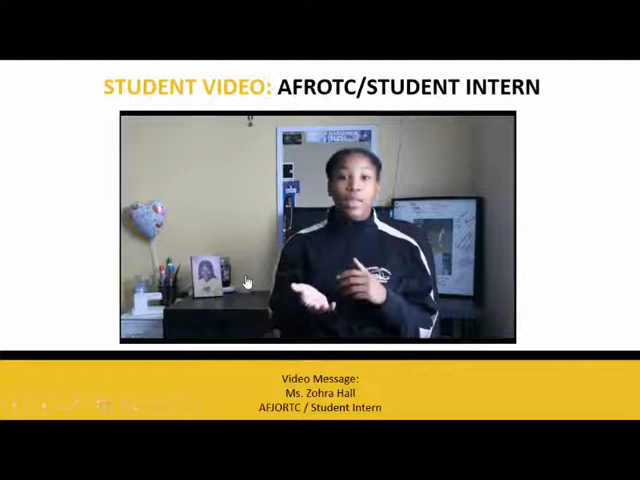 STUDENT VIDEO: AFROTC/STUDENT INTERN
Video Message:
Ms. Zohra Hall
AFJORTC / Student Intern